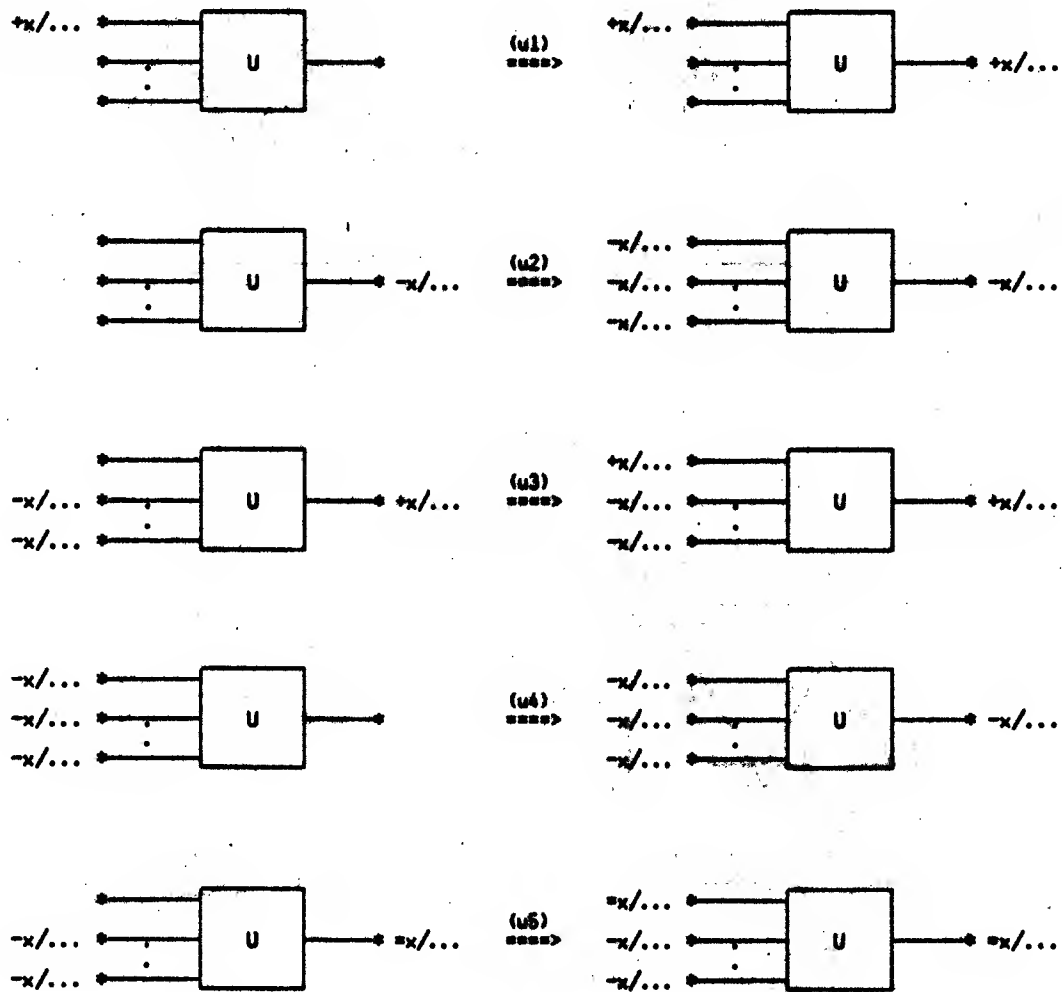 +x/... * (u1) +x/... *
* U * ====> * U * +x/...
* *
* (u2) -x/... *
* U * -x/... ====> -x/... * U * -x/...
* -x/... *
* (u3) +x/... *
-x/... * U * +x/... ====> -x/... * U * +x/...
-x/... * -x/... *
-x/... * (u4) -x/... *
-x/... * U * ====> -x/... * U * -x/...
-x/... * -x/... *
* (u5) =x/... *
-x/... * U * =x/... ====> -x/... * U * =x/...
-x/... * -x/... *